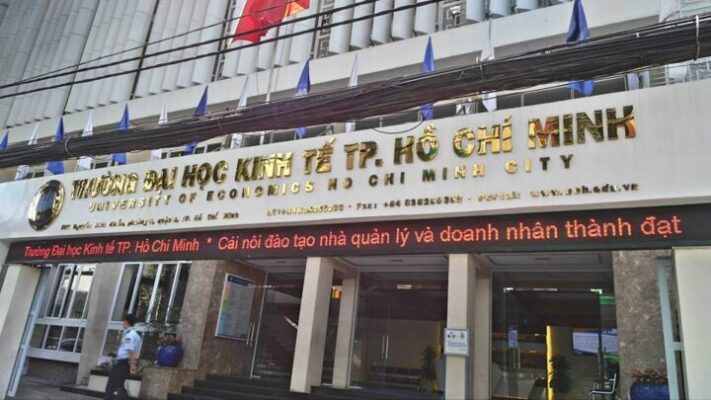 TRƯỜNG ĐẠI HỌC KINH TẾ TP. HỒ CHÍ MINH
UNIVERSITY OF ECONOMICS HO CHI MINH CITY
Trường Đại học Kinh tế TP. Hồ Chí Minh * Cái nôi đào tạo nhà quản lý và doanh nhân thành đạt